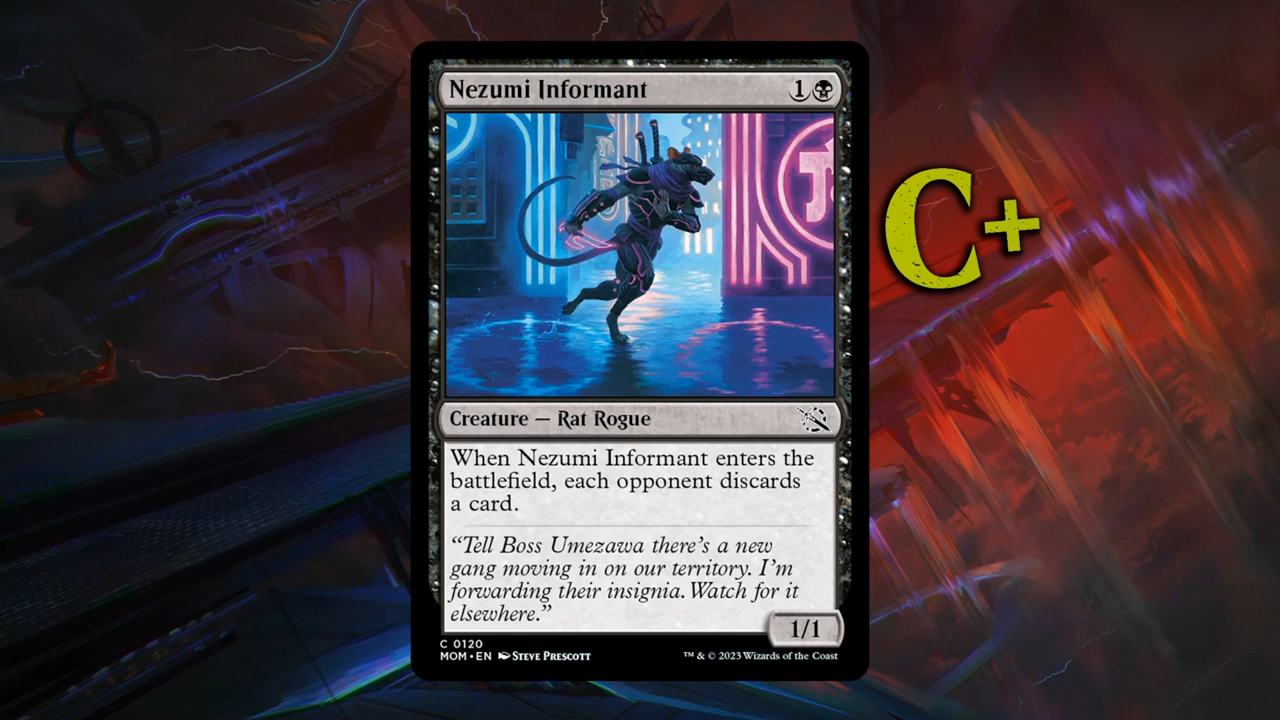 Nezumi Informant
1
C+
Creature — Rat Rogue
When Nezumi Informant enters the
battlefield, each opponent discards
a card.
“Tell Boss Umezawa there’s a new
gang moving in on our territory. I’m
forwarding their insignia. Watch for it
elsewhere.”
1/1
C 0120
MOM • EN STEVE PRESCOTT
™ & © 2023 Wizards of the Coast